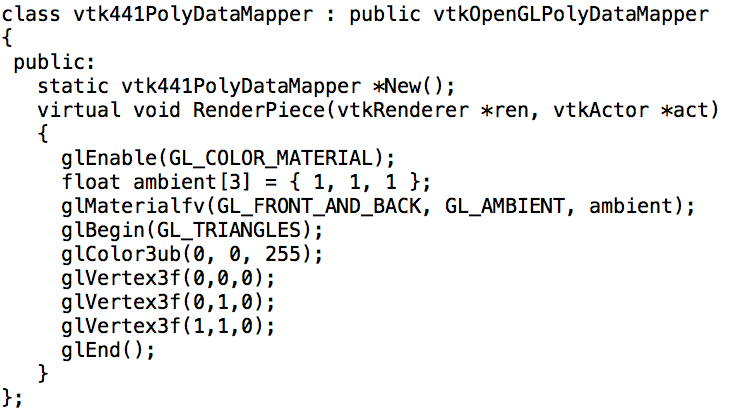 class vtk441PolyDataMapper : public vtkOpenGLPolyDataMapper
{
 public:
   static vtk441PolyDataMapper *New();
   virtual void RenderPiece(vtkRenderer *ren, vtkActor *act)
   {
     glEnable(GL_COLOR_MATERIAL);
     float ambient[3] = { 1, 1, 1 };
     glMaterialfv(GL_FRONT_AND_BACK, GL_AMBIENT, ambient);
     glBegin(GL_TRIANGLES);
     glColor3ub(0, 0, 255);
     glVertex3f(0,0,0);
     glVertex3f(0,1,0);
     glVertex3f(1,1,0);
     glEnd();
   }
};